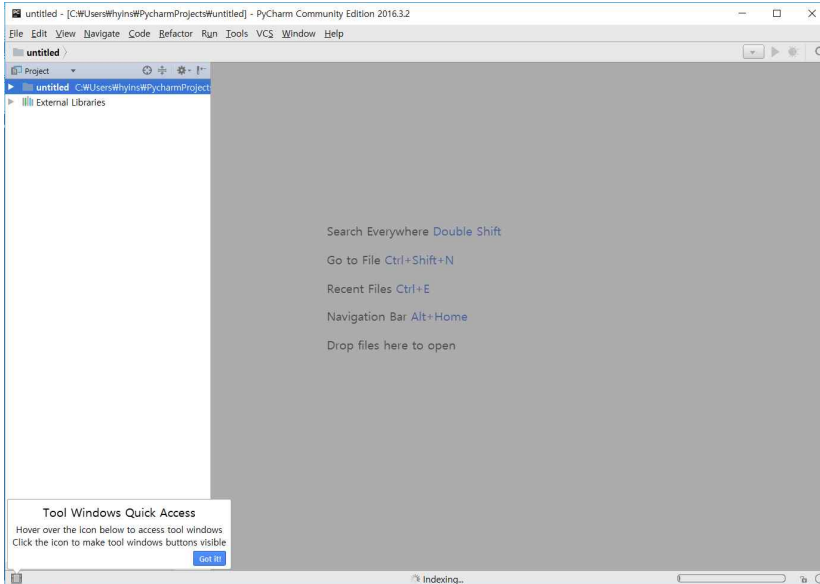 untitled - [C:₩Users₩hyins₩PycharmProjects₩untitled] - PyCharm Community Edition 2016.3.2
File Edit View Navigate Code Refactor Run Tools VCS Window Help
untitled
Project
untitled C:₩Users₩hyins₩PycharmProjects
External Libraries
Search Everywhere Double Shift
Go to File Ctrl+Shift+N
Recent Files Ctrl+E
Navigation Bar Alt+Home
Drop files here to open
Tool Windows Quick Access
Hover over the icon below to access tool windows
Click the icon to make tool windows buttons visible
Got it!
Indexing...